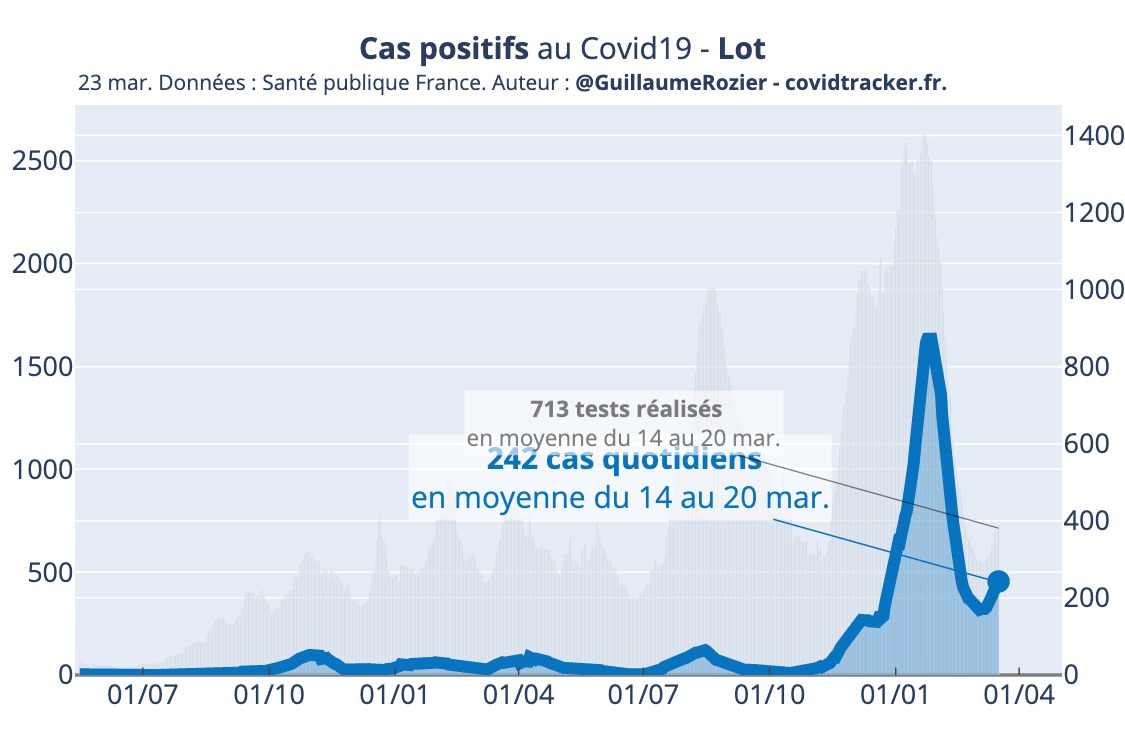 Cas positifs au Covid19 - Lot
23 mar. Données : Santé publique France. Auteur : @GuillaumeRozier - covidtracker.fr.
2500
2000
1500
1000
500
0
1400
1200
1000
800
600
400
200
0
713 tests réalisés
en moyenne du 14 au 20 mar.
242 cas quotidiens
en moyenne du 14 au 20 mar.
01/07 01/10 01/01 01/04 01/07 01/10 01/01 01/04